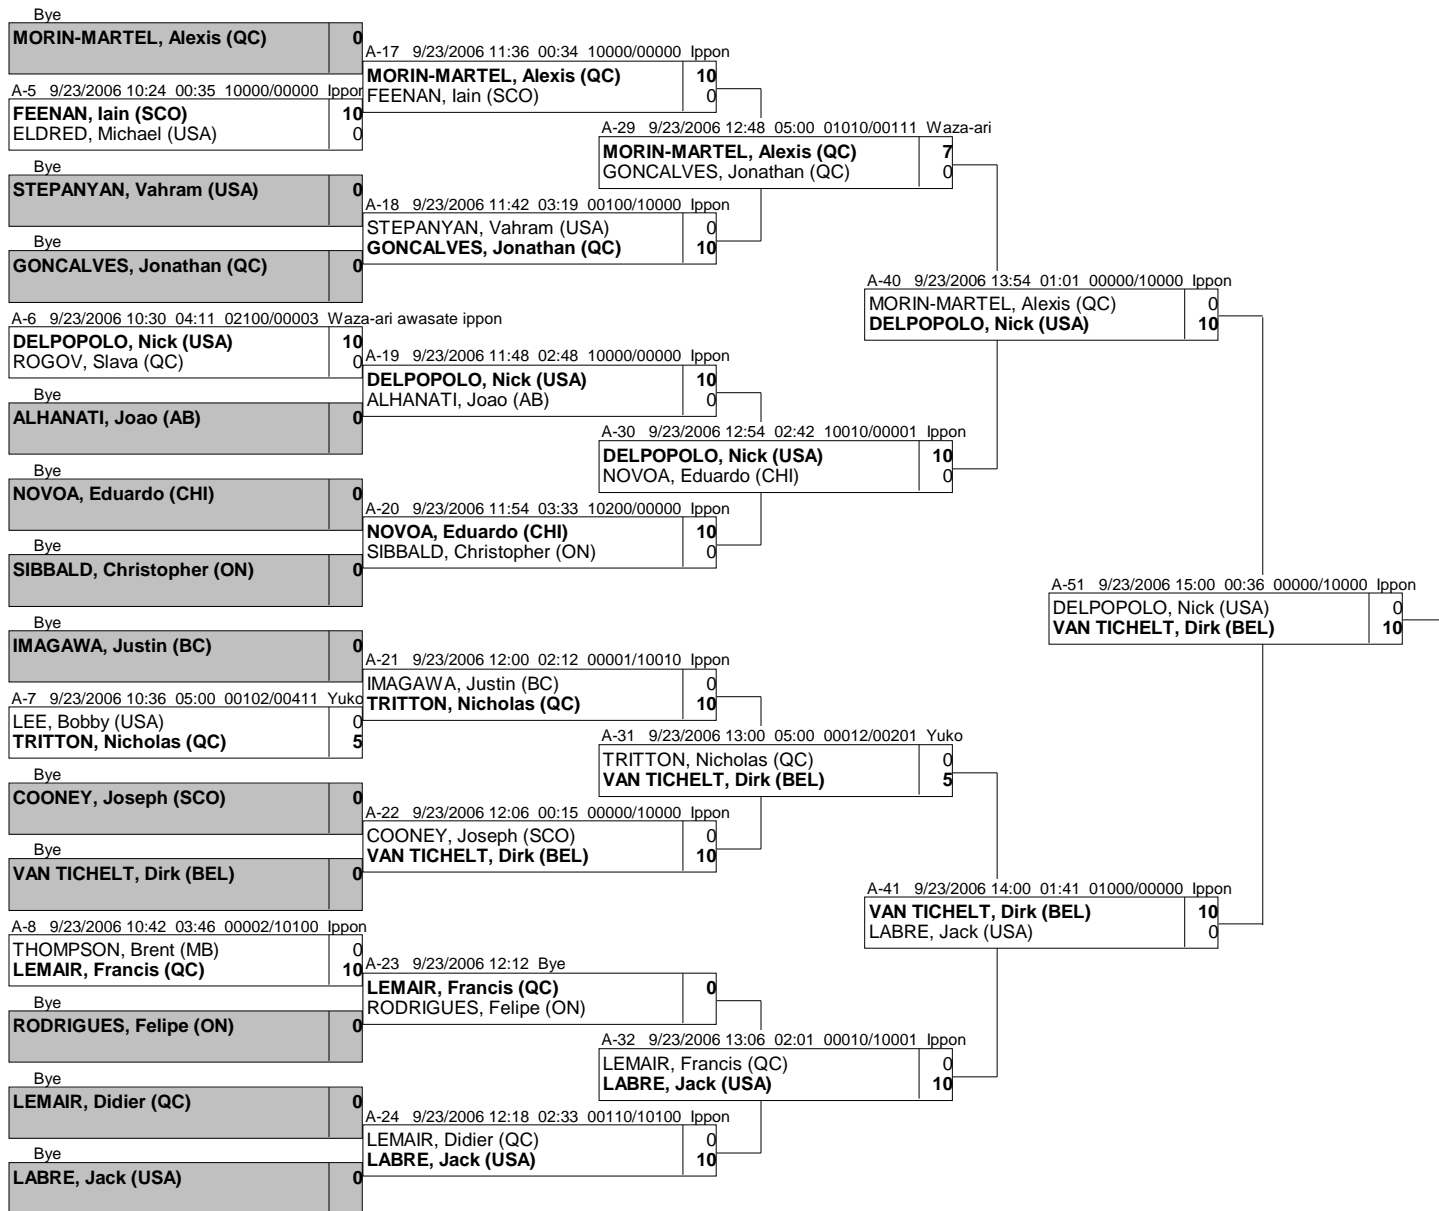 Bye
MORIN-MARTEL, Alexis (QC) 0
A-5 9/23/2006 10:24 00:35 10000/00000 Ippon
FEENAN, Iain (SCO) 10
ELDRED, Michael (USA) 0
Bye
STEPANYAN, Vahram (USA) 0
Bye
GONCALVES, Jonathan (QC) 0
A-6 9/23/2006 10:30 04:11 02100/00003 Waza-ari awasate ippon
DELPOPOLO, Nick (USA) 10
ROGOV, Slava (QC) 0
Bye
ALHANATI, Joao (AB) 0
Bye
NOVOA, Eduardo (CHI) 0
Bye
SIBBALD, Christopher (ON) 0
Bye
IMAGAWA, Justin (BC) 0
A-7 9/23/2006 10:36 05:00 00102/00411 Yuko
LEE, Bobby (USA) 0
TRITTON, Nicholas (QC) 5
Bye
COONEY, Joseph (SCO) 0
Bye
VAN TICHELT, Dirk (BEL) 0
A-8 9/23/2006 10:42 03:46 00002/10100 Ippon
THOMPSON, Brent (MB) 0
LEMAIR, Francis (QC) 10
Bye
RODRIGUES, Felipe (ON) 0
Bye
LEMAIR, Didier (QC) 0
Bye
LABRE, Jack (USA) 0
A-17 9/23/2006 11:36 00:34 10000/00000 Ippon
MORIN-MARTEL, Alexis (QC) 10
FEENAN, Iain (SCO) 0
A-18 9/23/2006 11:42 03:19 00100/10000 Ippon
STEPANYAN, Vahram (USA) 0
GONCALVES, Jonathan (QC) 10
A-19 9/23/2006 11:48 02:48 10000/00000 Ippon
DELPOPOLO, Nick (USA) 10
ALHANATI, Joao (AB) 0
A-20 9/23/2006 11:54 03:33 10200/00000 Ippon
NOVOA, Eduardo (CHI) 10
SIBBALD, Christopher (ON) 0
A-21 9/23/2006 12:00 02:12 00001/10010 Ippon
IMAGAWA, Justin (BC) 0
TRITTON, Nicholas (QC) 10
A-22 9/23/2006 12:06 00:15 00000/10000 Ippon
COONEY, Joseph (SCO) 0
VAN TICHELT, Dirk (BEL) 10
A-23 9/23/2006 12:12 Bye
LEMAIR, Francis (QC) 0
RODRIGUES, Felipe (ON)
A-24 9/23/2006 12:18 02:33 00110/10100 Ippon
LEMAIR, Didier (QC) 0
LABRE, Jack (USA) 10
A-29 9/23/2006 12:48 05:00 01010/00111 Waza-ari
MORIN-MARTEL, Alexis (QC) 7
GONCALVES, Jonathan (QC) 0
A-30 9/23/2006 12:54 02:42 10010/00001 Ippon
DELPOPOLO, Nick (USA) 10
NOVOA, Eduardo (CHI) 0
A-31 9/23/2006 13:00 05:00 00012/00201 Yuko
TRITTON, Nicholas (QC) 0
VAN TICHELT, Dirk (BEL) 5
A-32 9/23/2006 13:06 02:01 00010/10001 Ippon
LEMAIR, Francis (QC) 0
LABRE, Jack (USA) 10
A-40 9/23/2006 13:54 01:01 00000/10000 Ippon
MORIN-MARTEL, Alexis (QC) 0
DELPOPOLO, Nick (USA) 10
A-41 9/23/2006 14:00 01:41 01000/00000 Ippon
VAN TICHELT, Dirk (BEL) 10
LABRE, Jack (USA) 0
A-51 9/23/2006 15:00 00:36 00000/10000 Ippon
DELPOPOLO, Nick (USA) 0
VAN TICHELT, Dirk (BEL) 10